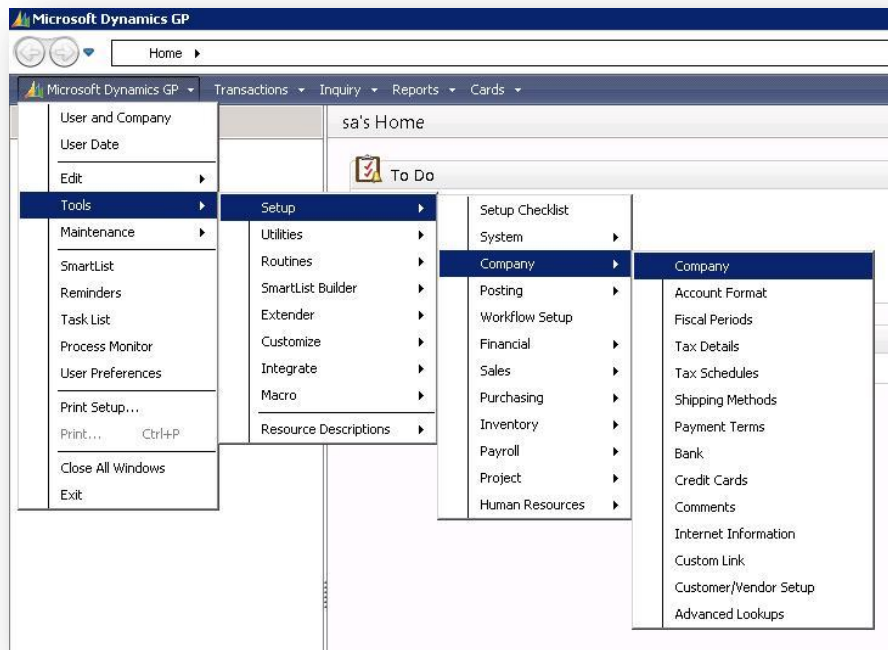 Microsoft Dynamics GP
Home
Microsoft Dynamics GP Transactions Inquiry Reports Cards
sa's Home
To Do
User and Company
User Date
Edit
Tools
Maintenance
SmartList
Reminders
Task List
Process Monitor
User Preferences
Print Setup...
Print... Ctrl+P
Close All Windows
Exit
Setup
Utilities
Routines
SmartList Builder
Extender
Customize
Integrate
Macro
Resource Descriptions
Setup Checklist
System
Company
Posting
Workflow Setup
Financial
Sales
Purchasing
Inventory
Payroll
Project
Human Resources
Company
Account Format
Fiscal Periods
Tax Details
Tax Schedules
Shipping Methods
Payment Terms
Bank
Credit Cards
Comments
Internet Information
Custom Link
Customer/Vendor Setup
Advanced Lookups